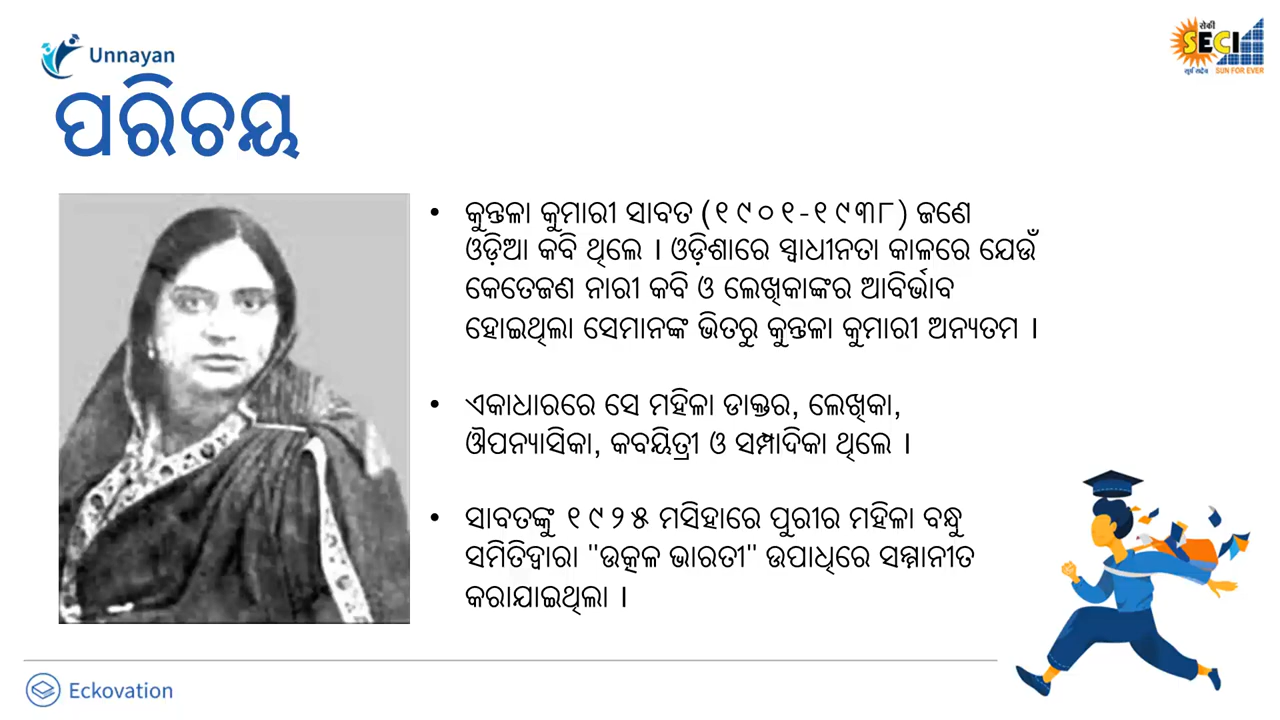 Unnayan
सेकी
SECI
सूर्य सदैव SUN FOR EVER
ପରିଚୟ
• କୁନ୍ତଳା କୁମାରୀ ସାବତ (୧୯୦୧-୧୯୩୮) ଜଣେ
ଓଡ଼ିଆ କବି ଥିଲେ । ଓଡ଼ିଶାରେ ସ୍ୱାଧୀନତା କାଳରେ ଯେଉଁ
କେତେଜଣ ନାରୀ କବି ଓ ଲେଖିକାଙ୍କର ଆବିର୍ଭାବ
ହୋଇଥିଲା ସେମାନଙ୍କ ଭିତରୁ କୁନ୍ତଳା କୁମାରୀ ଅନ୍ୟତମ ।
• ଏକାଧାରରେ ସେ ମହିଳା ଡାକ୍ତର, ଲେଖିକା,
ଔପନ୍ୟାସିକା, କବୟିତ୍ରୀ ଓ ସମ୍ପାଦିକା ଥିଲେ ।
• ସାବତଙ୍କୁ ୧୯୨୫ ମସିହାରେ ପୁରୀର ମହିଳା ବନ୍ଧୁ
ସମିତିଦ୍ୱାରା "ଉତ୍କଳ ଭାରତୀ" ଉପାଧିରେ ସମ୍ମାନୀତ
କରାଯାଇଥିଲା ।
Eckovation